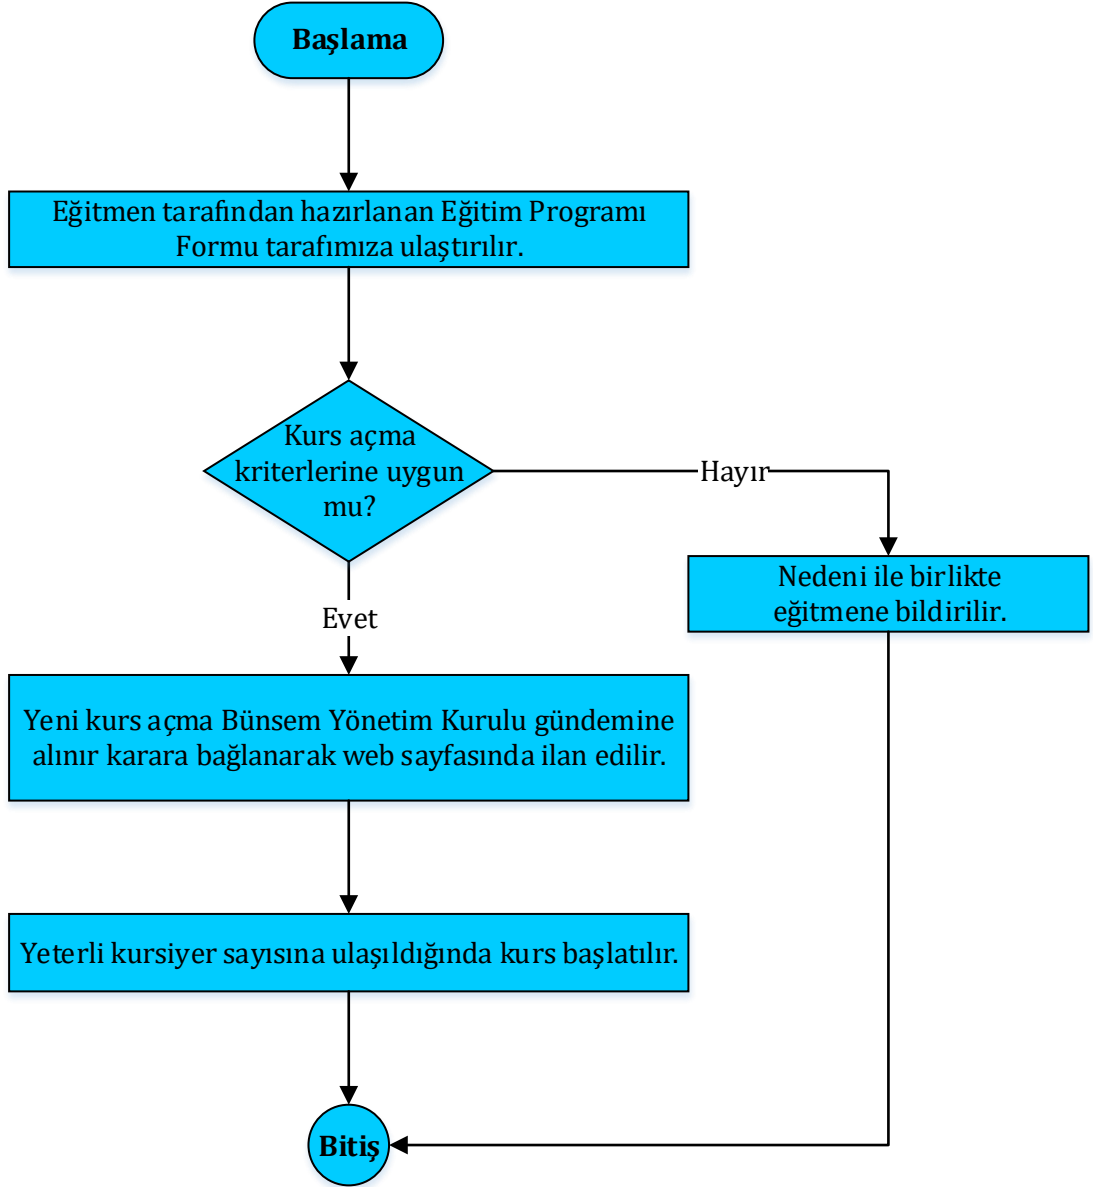 Başlama
Eğitmen tarafından hazırlanan Eğitim Programı
Formu tarafımıza ulaştırılır.
Kurs açma
kriterlerine uygun
mu?
Hayır
Nedeni ile birlikte
eğitmene bildirilir.
Evet
Yeni kurs açma Bünsem Yönetim Kurulu gündemine
alınır karara bağlanarak web sayfasında ilan edilir.
Yeterli kursiyer sayısına ulaşıldığında kurs başlatılır.
Bitiş